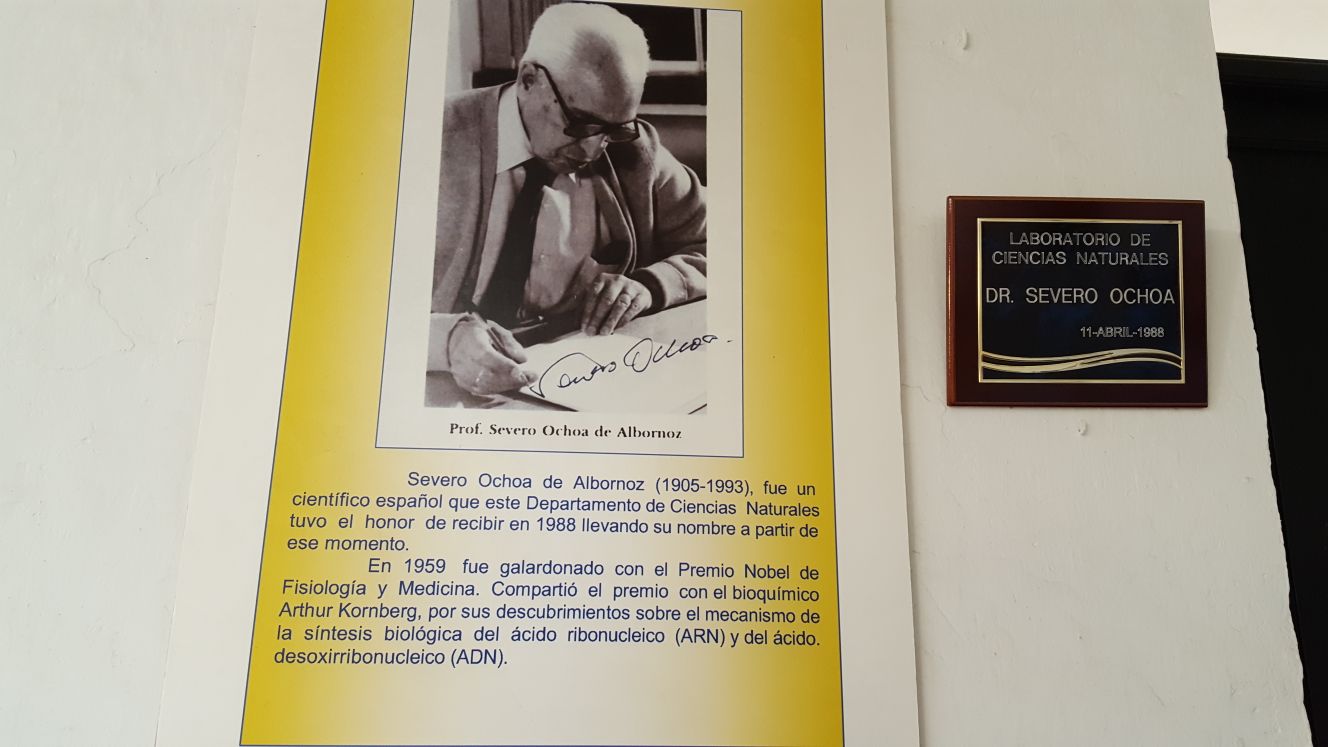 Severo Ochoa.
Prof. Severo Ochoa de Albornoz
Severo Ochoa de Albornoz (1905-1993), fue un
científico español que este Departamento de Ciencias Naturales
tuvo el honor de recibir en 1988 llevando su nombre a partir de
ese momento.
En 1959 fue galardonado con el Premio Nobel de
Fisiología y Medicina. Compartió el premio con el bioquímico
Arthur Kornberg, por sus descubrimientos sobre el mecanismo de
la síntesis biológica del ácido ribonucleico (ARN) y del ácido.
desoxirribonucleico (ADN).
LABORATORIO DE
CIENCIAS NATURALES
DR. SEVERO OCHOA
11-ABRIL-1988